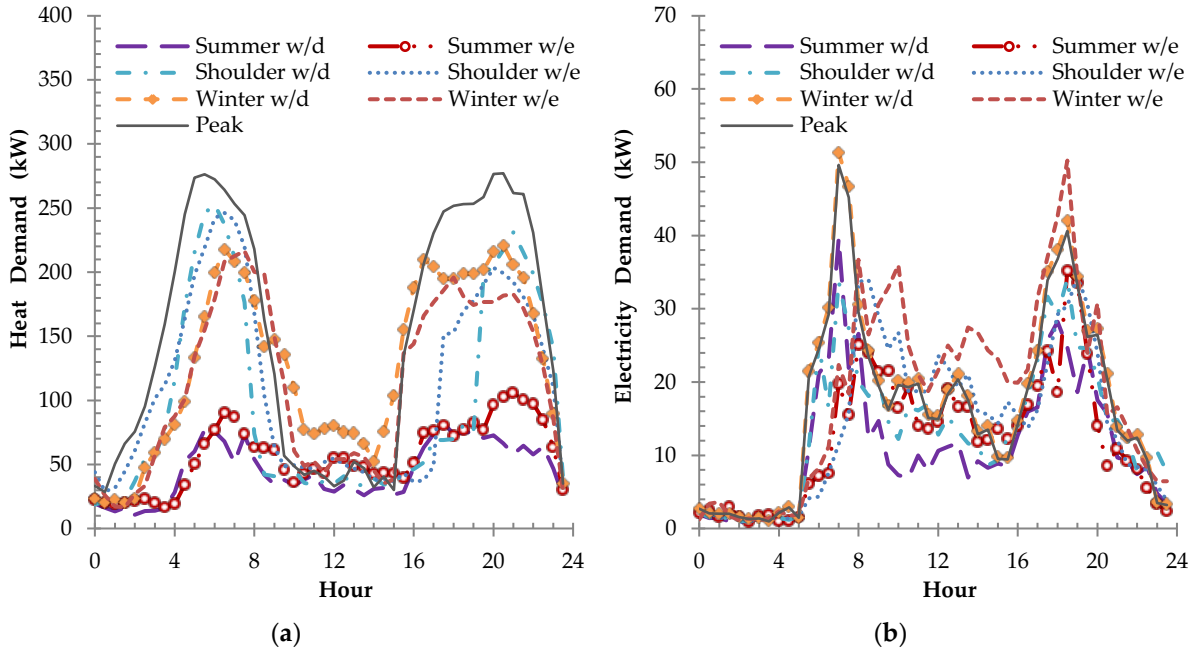 400
350
300
250
200
150
100
50
0
Heat Demand (kW)
Summer w/d
Summer w/e
Shoulder w/d
Shoulder w/e
Winter w/d
Winter w/e
Peak
0 4 8 12 16 20 24
Hour
(a)
70
60
50
40
30
20
10
0
Electricity Demand (kW)
Summer w/d
Summer w/e
Shoulder w/d
Shoulder w/e
Winter w/d
Winter w/e
Peak
0 4 8 12 16 20 24
Hour
(b)